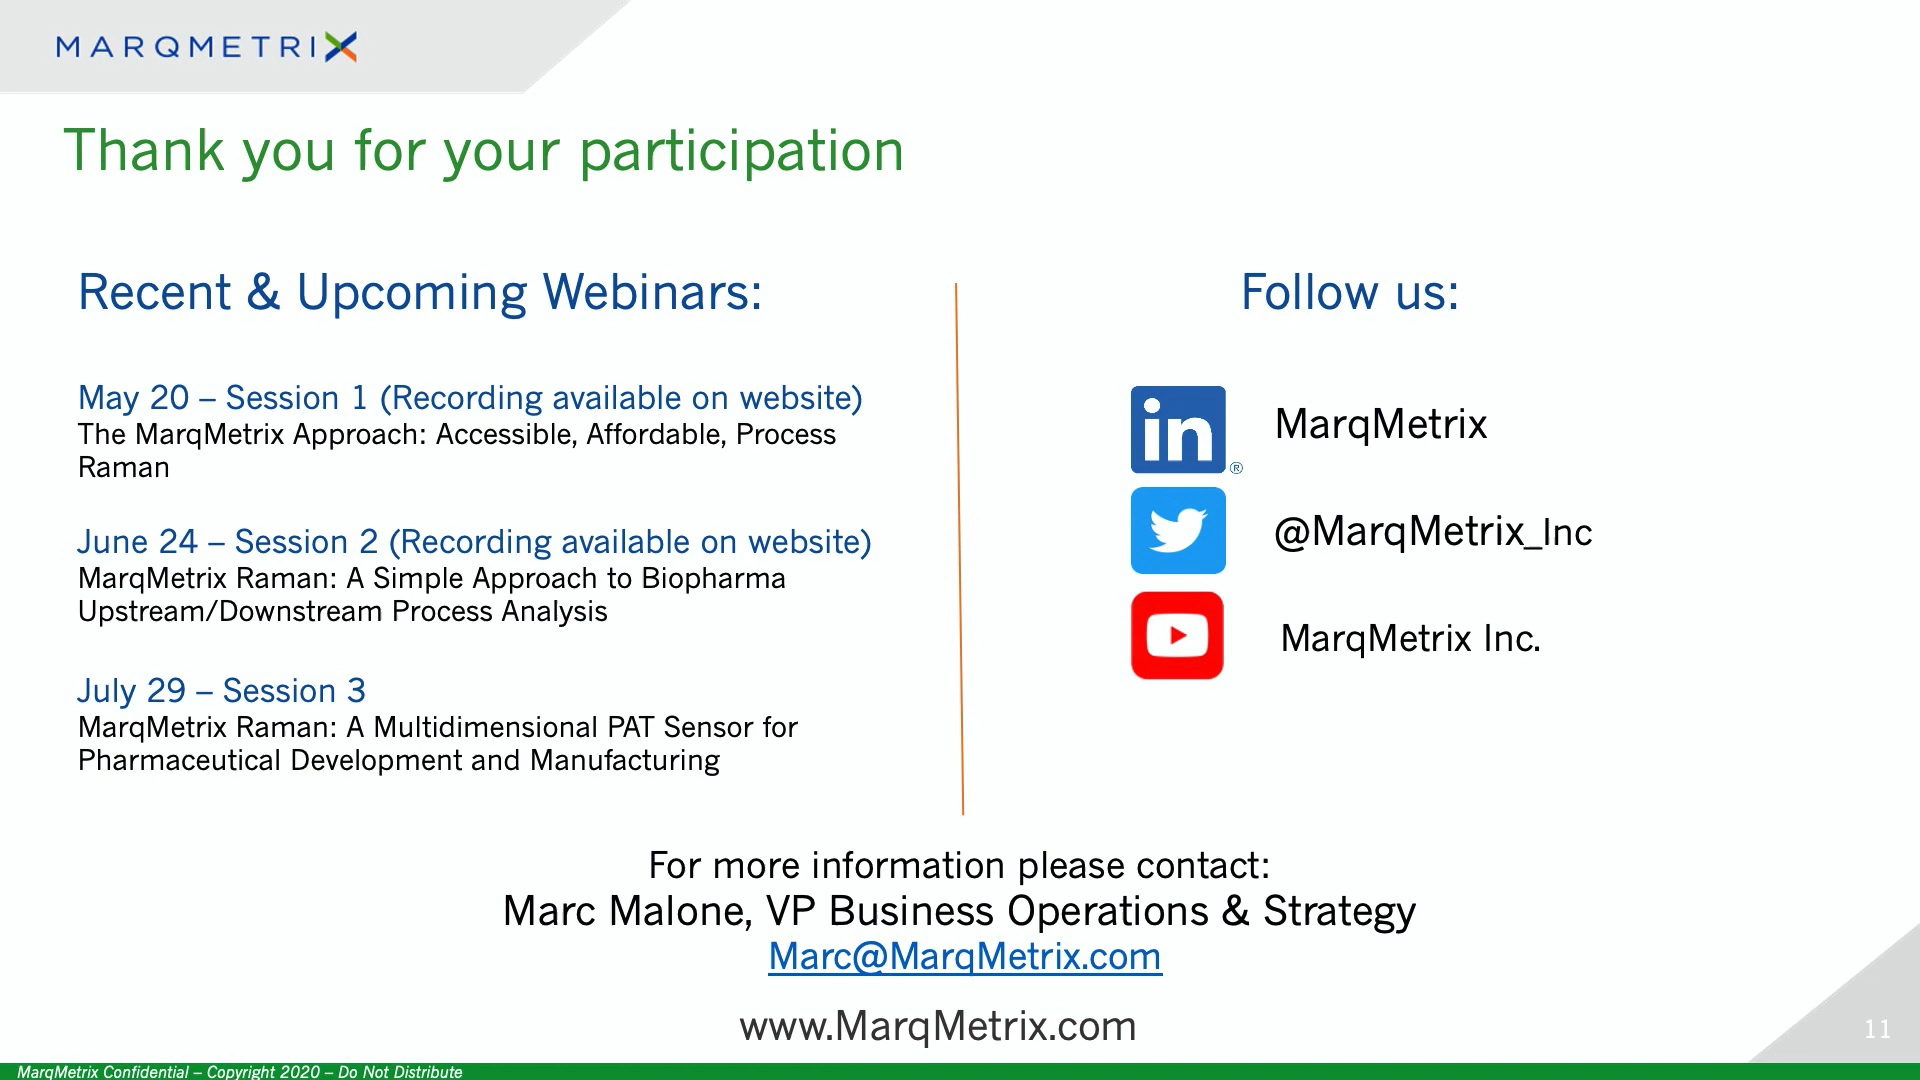 MARQMETRIX
Thank you for your participation
Recent & Upcoming Webinars:
May 20 – Session 1 (Recording available on website)
The MarqMetrix Approach: Accessible, Affordable, Process
Raman
June 24 – Session 2 (Recording available on website)
MarqMetrix Raman: A Simple Approach to Biopharma
Upstream/Downstream Process Analysis
July 29 – Session 3
MarqMetrix Raman: A Multidimensional PAT Sensor for
Pharmaceutical Development and Manufacturing
Follow us:
in ® MarqMetrix
@MarqMetrix_Inc
MarqMetrix Inc.
For more information please contact:
Marc Malone, VP Business Operations & Strategy
Marc@MarqMetrix.com
www.MarqMetrix.com
11
MarqMetrix Confidential – Copyright 2020 – Do Not Distribute